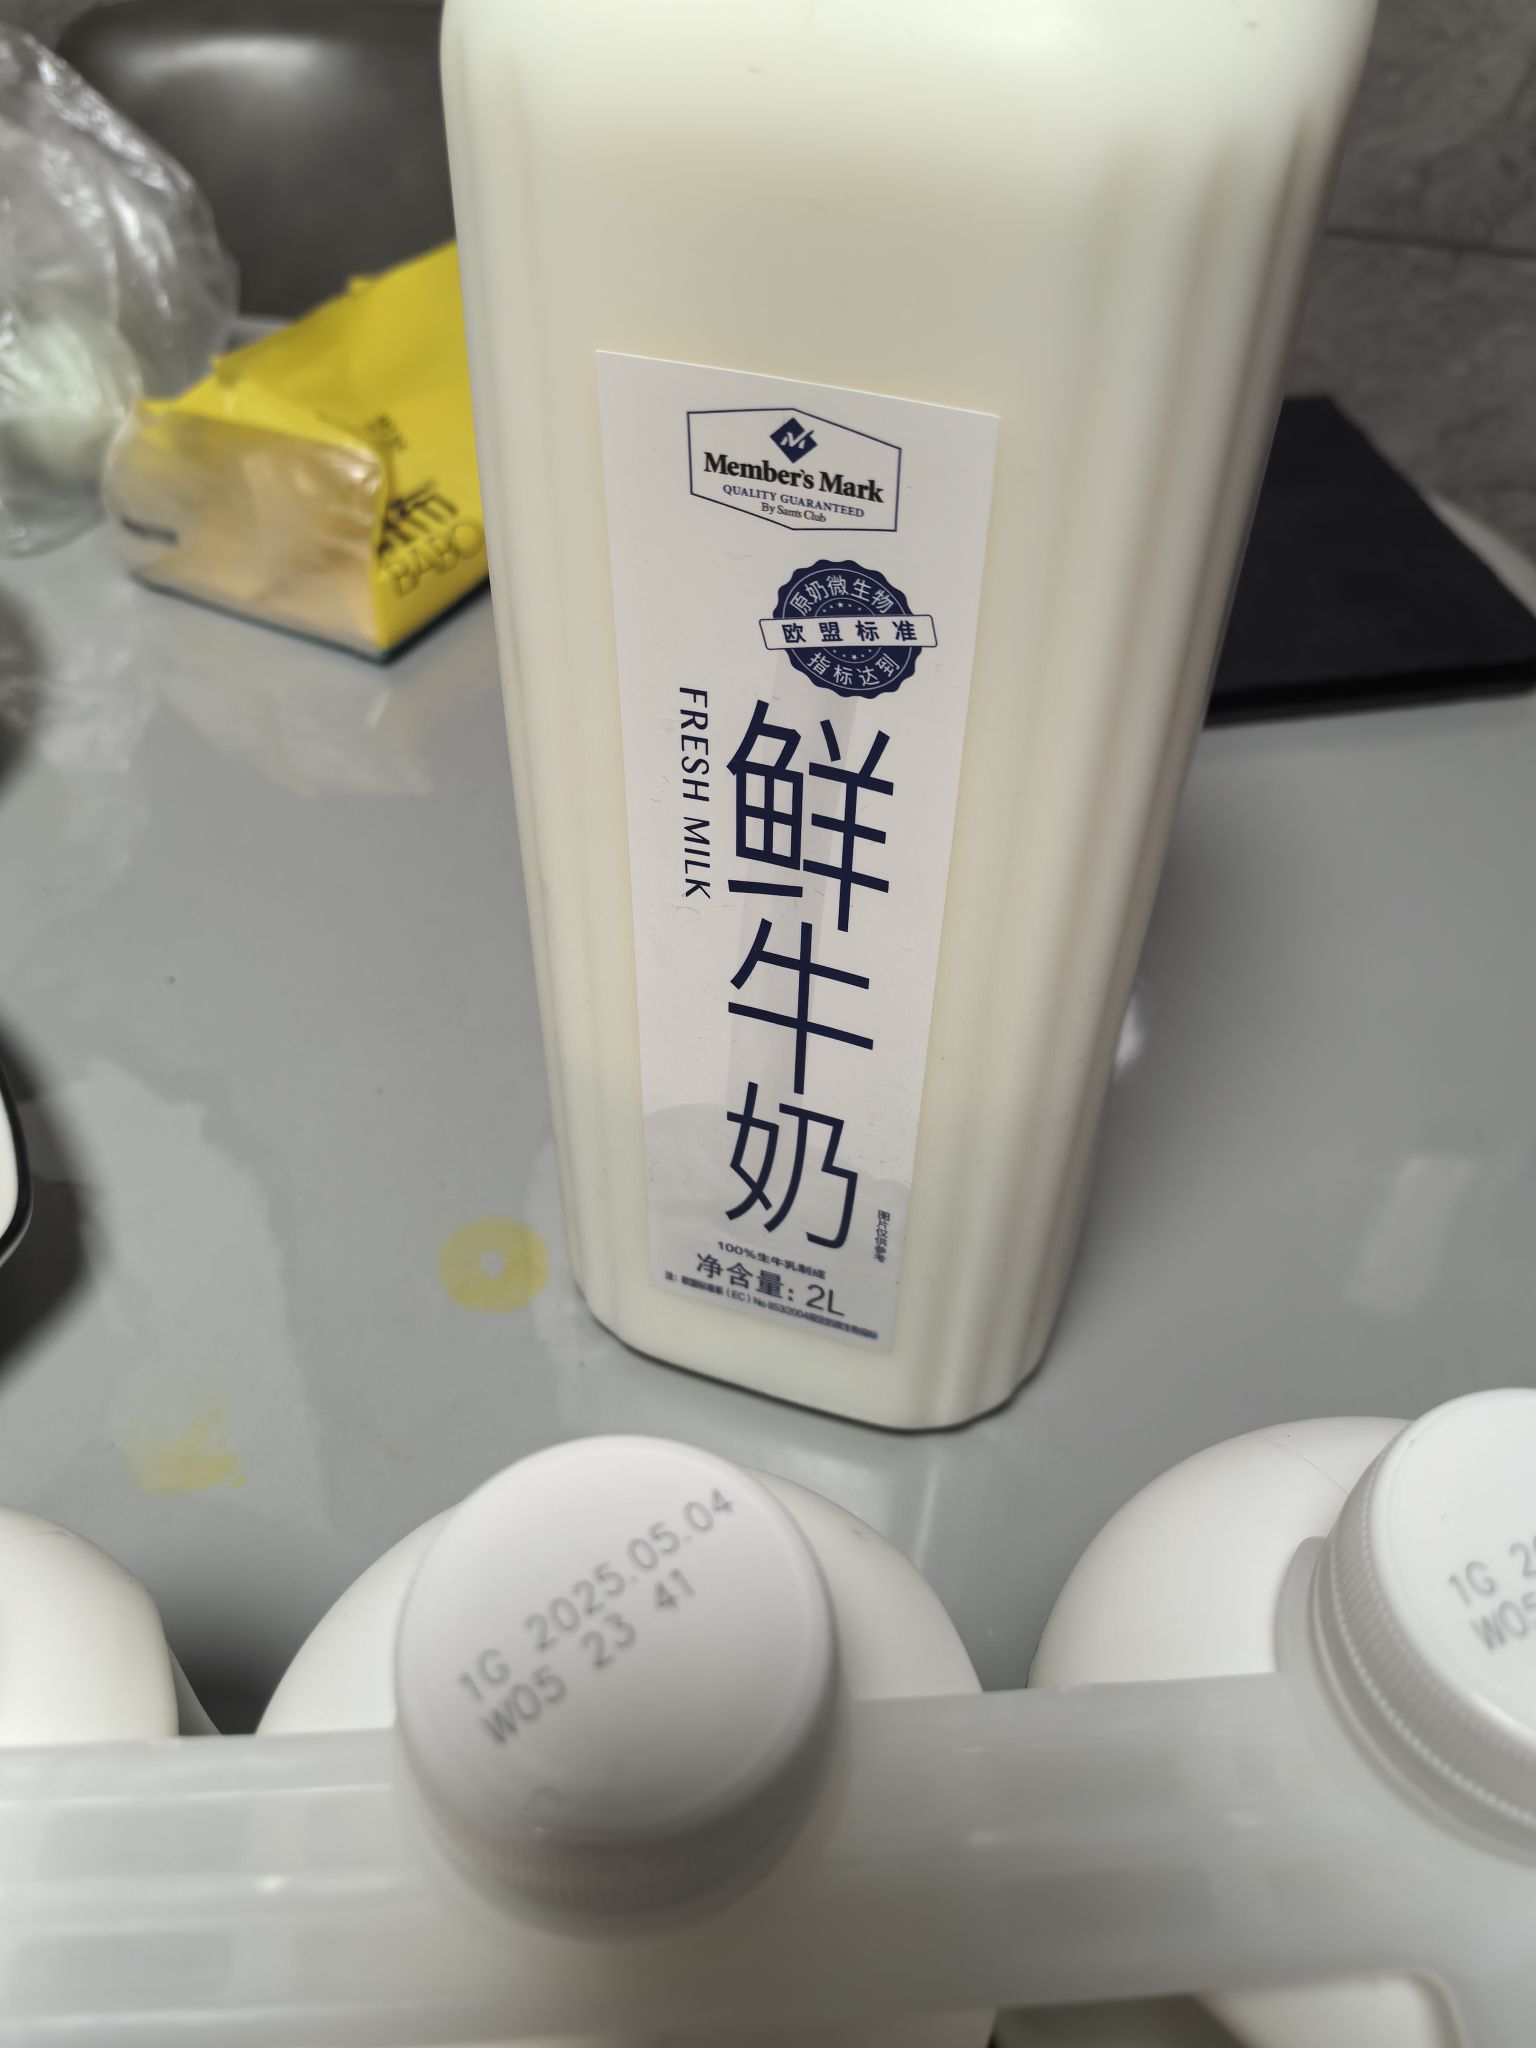 Member's Mark
QUALITY GUARANTEED
By Sam's Club
原奶微生物
欧盟标准
指标达到
鲜牛奶
FRESH MILK
图片仅供参考
100%生牛乳制成
净含量: 2L
BABO
1G 2025.05.04
W05 23 41
1G 20
W05